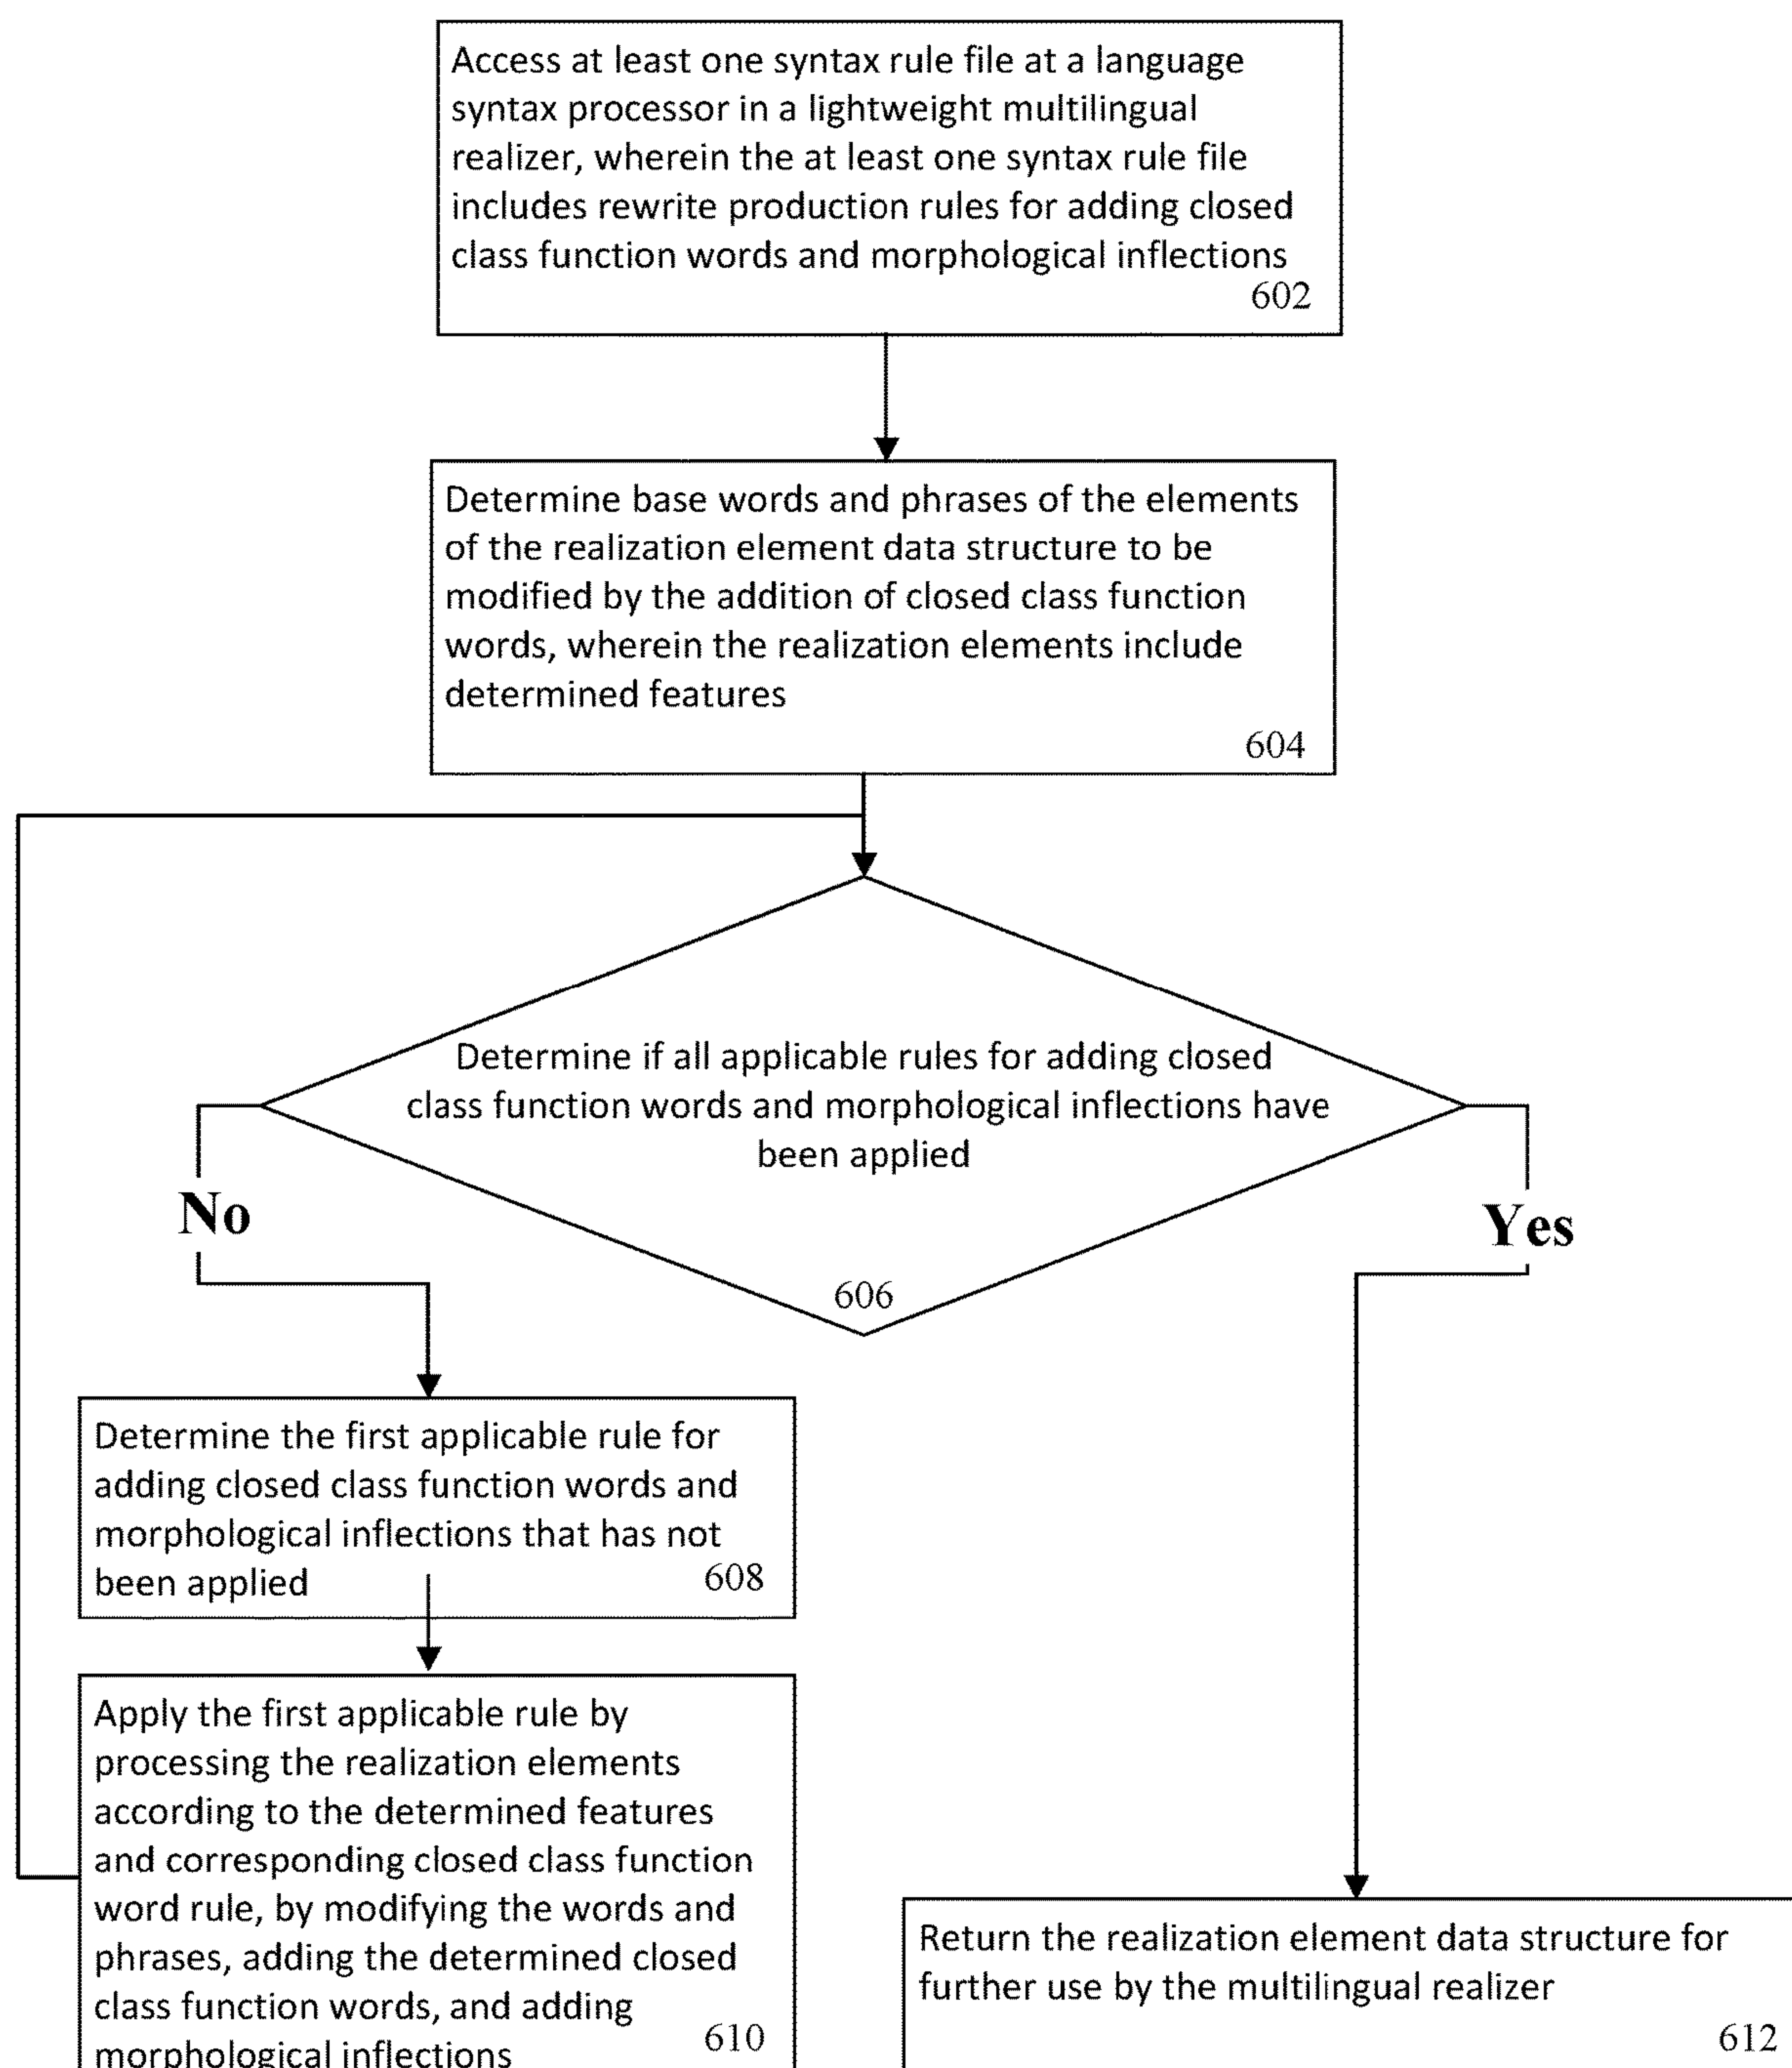 Access at least one syntax rule file at a language
syntax processor in a lightweight multilingual
realizer, wherein the at least one syntax rule file
includes rewrite production rules for adding closed
class function words and morphological inflections
602
Determine base words and phrases of the elements
of the realization element data structure to be
modified by the addition of closed class function
words, wherein the realization elements include
determined features
604
Determine if all applicable rules for adding closed
class function words and morphological inflections have
been applied
606
No
Yes
Determine the first applicable rule for
adding closed class function words and
morphological inflections that has not
been applied
608
Apply the first applicable rule by
processing the realization elements
according to the determined features
and corresponding closed class function
word rule, by modifying the words and
phrases, adding the determined closed
class function words, and adding
morphological inflections
610
Return the realization element data structure for
further use by the multilingual realizer
612